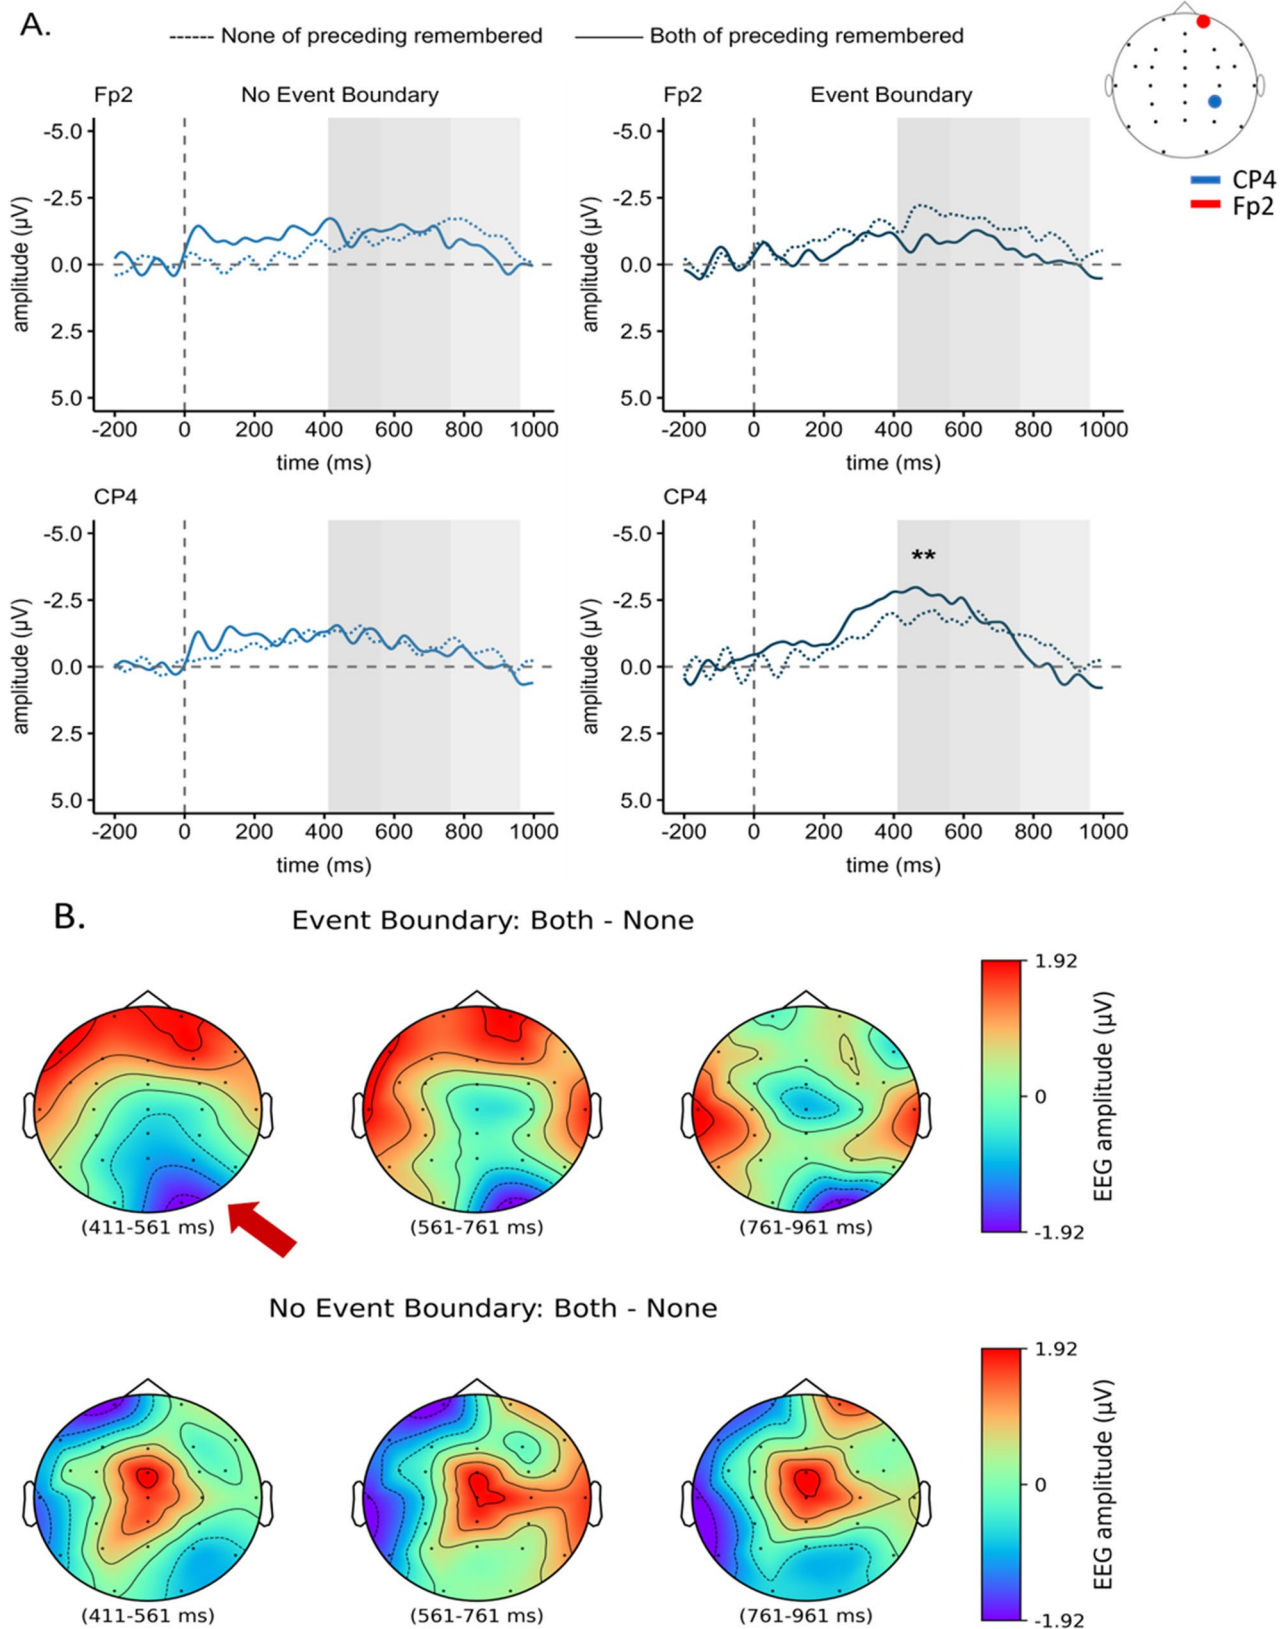 A.
None of preceding remembered Both of preceding remembered
Fp2 No Event Boundary
Fp2 Event Boundary
CP4
Fp2
-5.0
-2.5
0.0
2.5
5.0
amplitude (µV)
-200 0 200 400 600 800 1000
time (ms)
-5.0
-2.5
0.0
2.5
5.0
amplitude (µV)
-200 0 200 400 600 800 1000
time (ms)
CP4
-5.0
-2.5
0.0
2.5
5.0
amplitude (µV)
-200 0 200 400 600 800 1000
time (ms)
CP4
**
-5.0
-2.5
0.0
2.5
5.0
amplitude (µV)
-200 0 200 400 600 800 1000
time (ms)
B.
Event Boundary: Both - None
(411-561 ms) (561-761 ms) (761-961 ms)
1.92
0
-1.92
EEG amplitude (µV)
No Event Boundary: Both - None
(411-561 ms) (561-761 ms) (761-961 ms)
1.92
0
-1.92
EEG amplitude (µV)